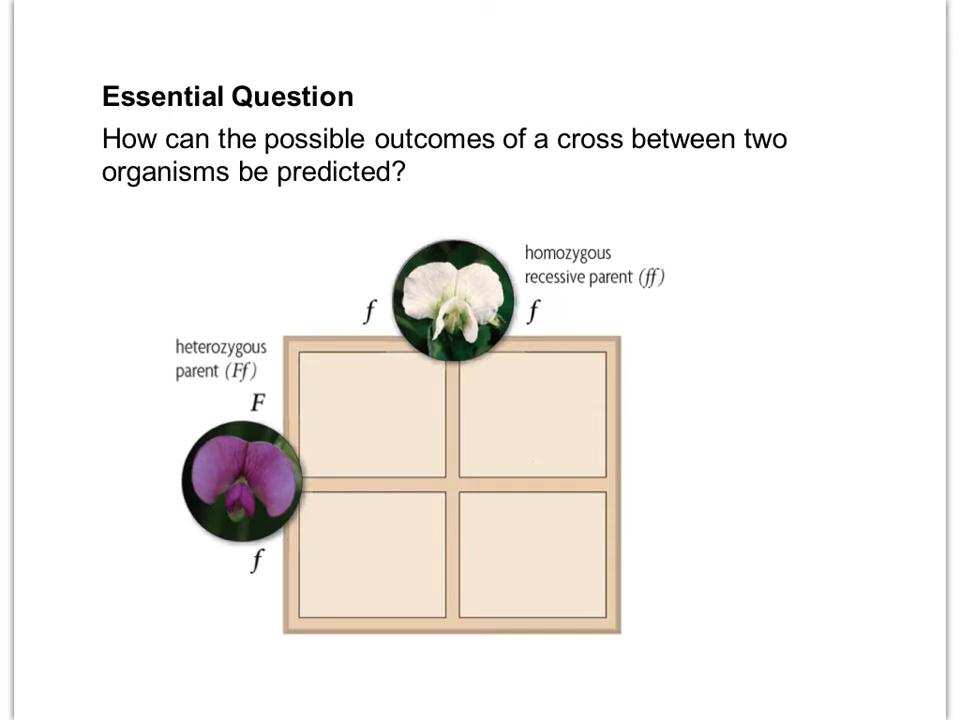 Essential Question
How can the possible outcomes of a cross between two
organisms be predicted?
homozygous
recessive parent (ff)
f
f
heterozygous
parent (Ff)
F
f